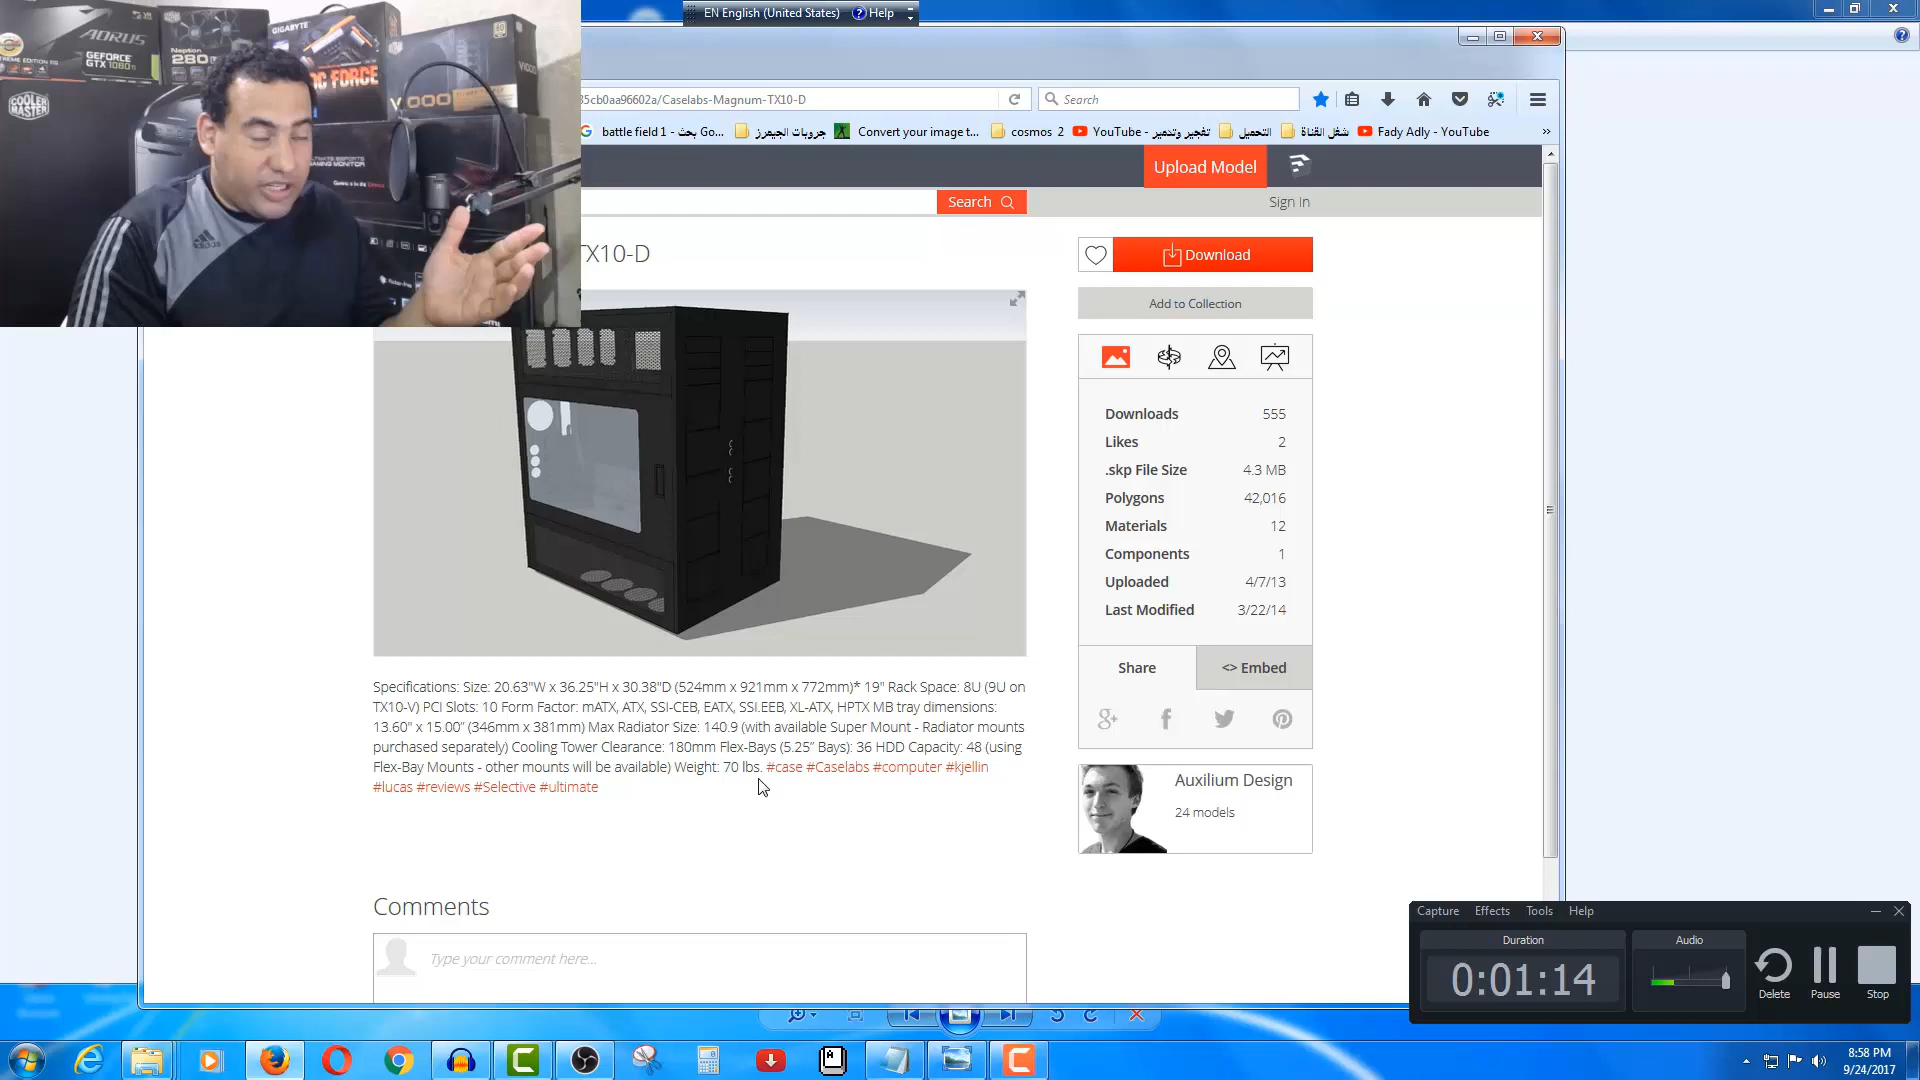 EN English (United States) Help
AORUS
GEFORCE
GTX 1080 Ti
Neption
280
GIGABYTE
OC FORCE
V1000
COOLER
MASTER
adidas
GAMING MONITOR
35cb0aa96602a/Caselabs-Magnum-TX10-D
Search
battle field 1 - بحث Go...
جروبات الجيمرز
Convert your image t...
cosmos 2
YouTube - تفجير وتدمير
التحميل
شغل القناة
Fady Adly - YouTube
»
Upload Model
Search
Sign In
TX10-D
Download
Add to Collection
Downloads 555
Likes 2
.skp File Size 4.3 MB
Polygons 42,016
Materials 12
Components 1
Uploaded 4/7/13
Last Modified 3/22/14
Share <> Embed
Specifications: Size: 20.63"W x 36.25"H x 30.38"D (524mm x 921mm x 772mm)* 19" Rack Space: 8U (9U on
TX10-V) PCI Slots: 10 Form Factor: mATX, ATX, SSI-CEB, EATX, SSI.EEB, XL-ATX, HPTX MB tray dimensions:
13.60" x 15.00" (346mm x 381mm) Max Radiator Size: 140.9 (with available Super Mount - Radiator mounts
purchased separately) Cooling Tower Clearance: 180mm Flex-Bays (5.25” Bays): 36 HDD Capacity: 48 (using
Flex-Bay Mounts - other mounts will be available) Weight: 70 lbs. #case #Caselabs #computer #kjellin
#lucas #reviews #Selective #ultimate
Auxilium Design
24 models
Comments
Type your comment here...
Capture Effects Tools Help
Duration
0:01:14
Audio
Delete
Pause
Stop
8:58 PM
9/24/2017